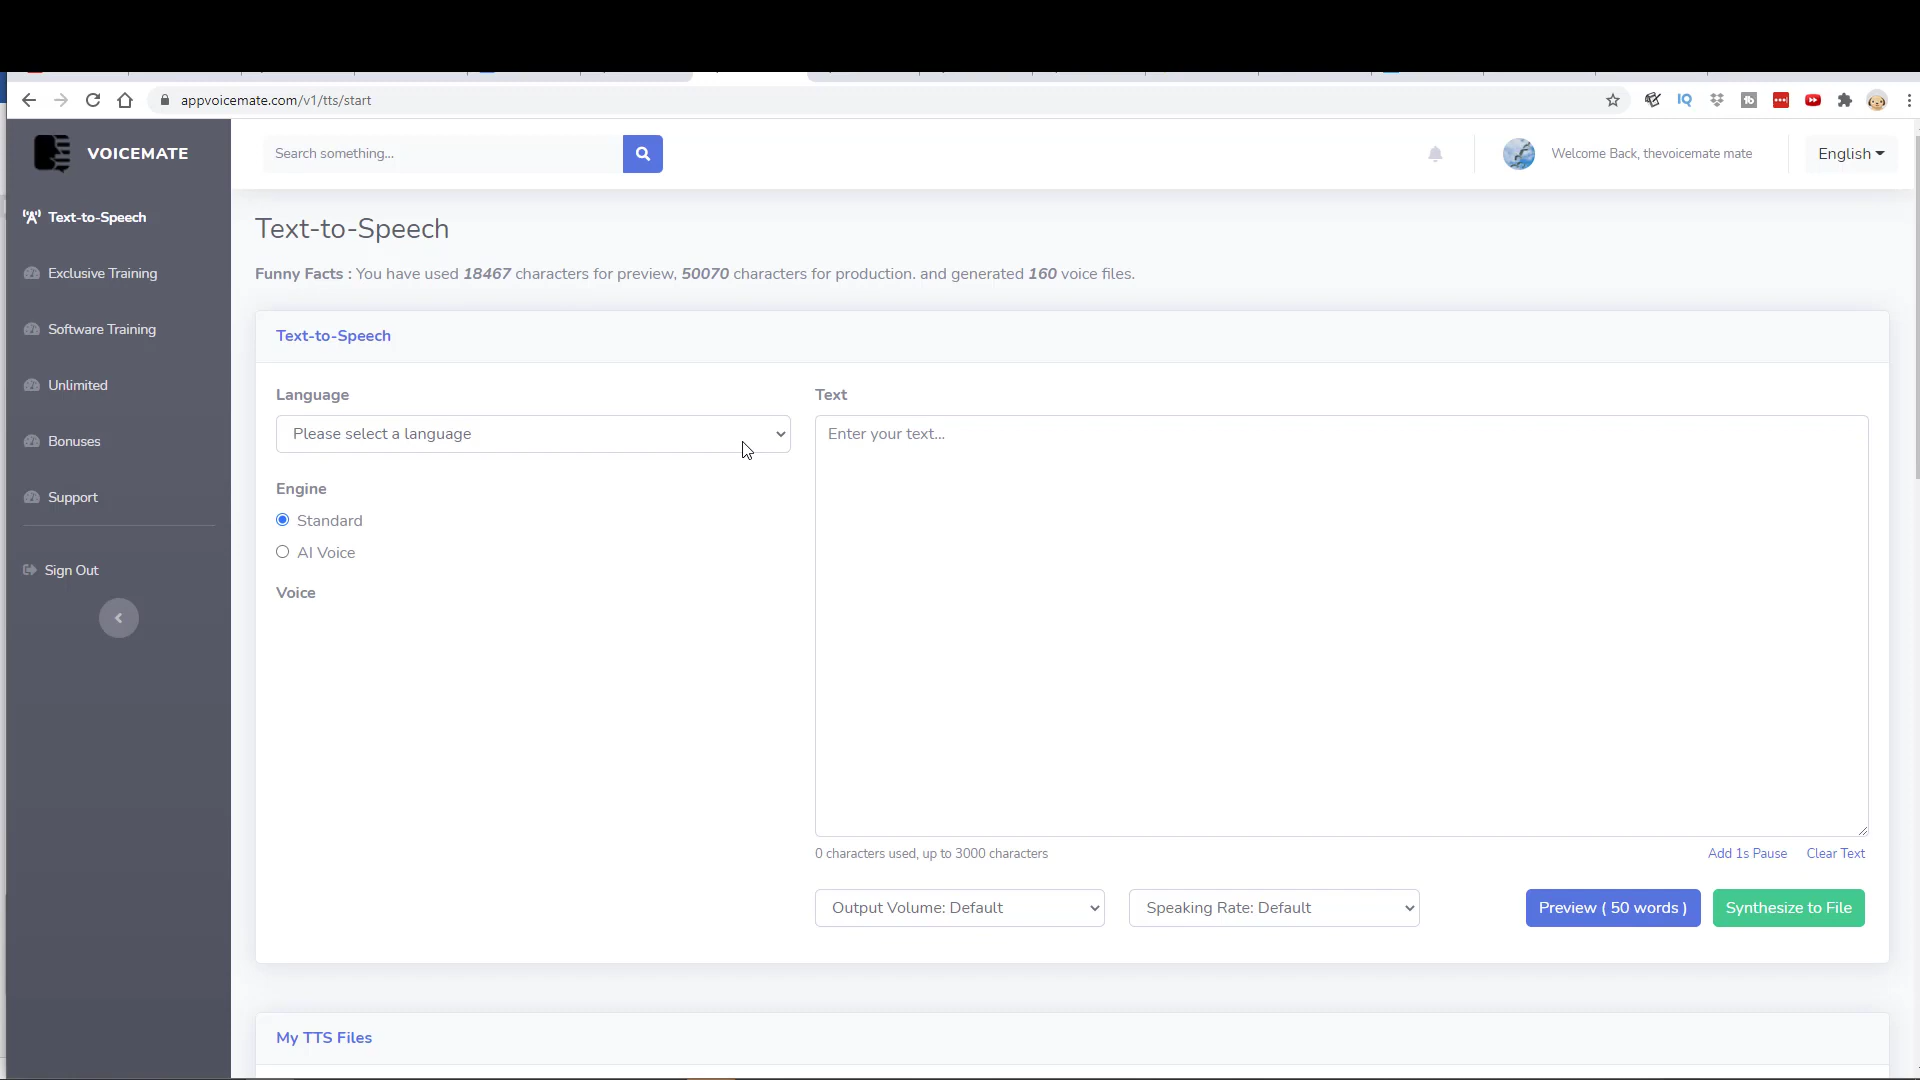 appvoicemate.com/v1/tts/start
IQ
VOICEMATE
Search something...
Welcome Back, thevoicemate mate
English
Text-to-Speech
Exclusive Training
Software Training
Unlimited
Bonuses
Support
Sign Out
Text-to-Speech
Funny Facts : You have used 18467 characters for preview, 50070 characters for production. and generated 160 voice files.
Text-to-Speech
Language
Please select a language
Engine
Standard
AI Voice
Voice
Text
Enter your text...
0 characters used, up to 3000 characters
Add 1s Pause
Clear Text
Output Volume: Default
Speaking Rate: Default
Preview ( 50 words )
Synthesize to File
My TTS Files